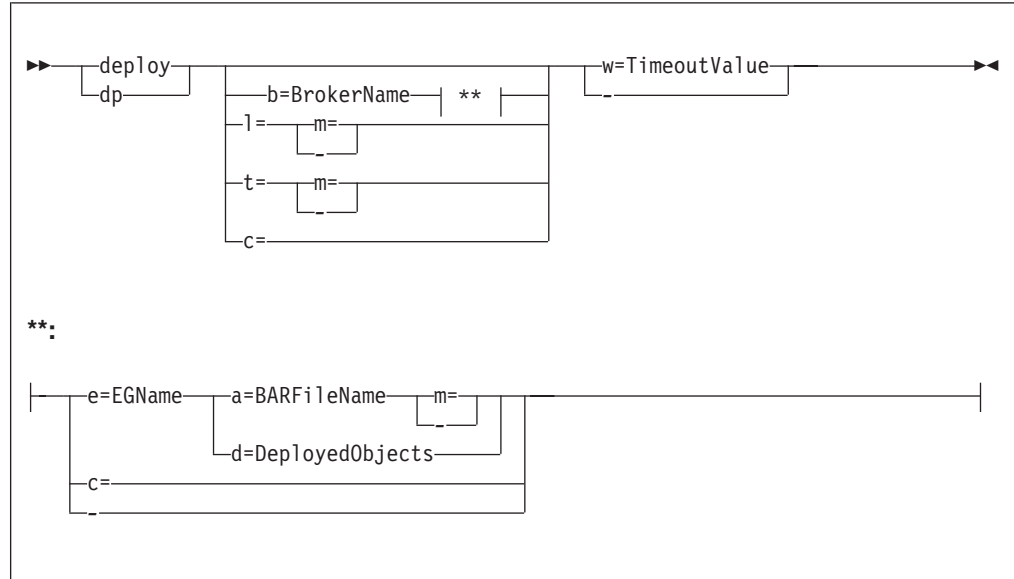 deploy w=TimeoutValue
dp b=BrokerName ** -
l= m=
-
t= m=
-
c=
**:
e=EGName a=BARFileName m=
-
d=DeployedObjects
c=
-